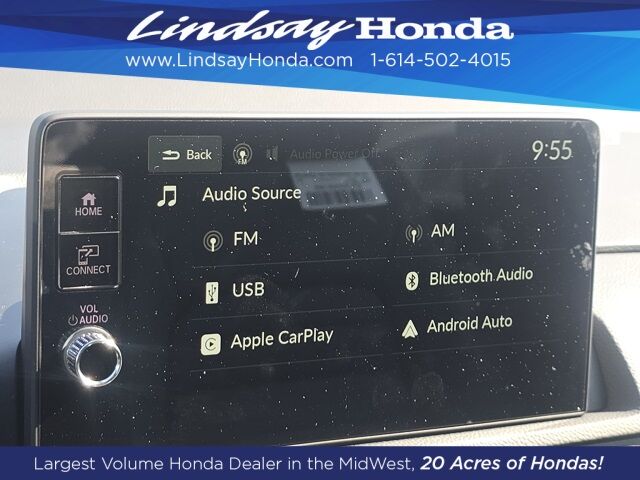 Lindsay Honda
www.LindsayHonda.com 1-614-502-4015
Back FM Audio Power Off 9:55
Audio Source
HOME
FM AM
CONNECT
USB Bluetooth Audio
VOL
AUDIO
Apple CarPlay Android Auto
Largest Volume Honda Dealer in the MidWest, 20 Acres of Hondas!